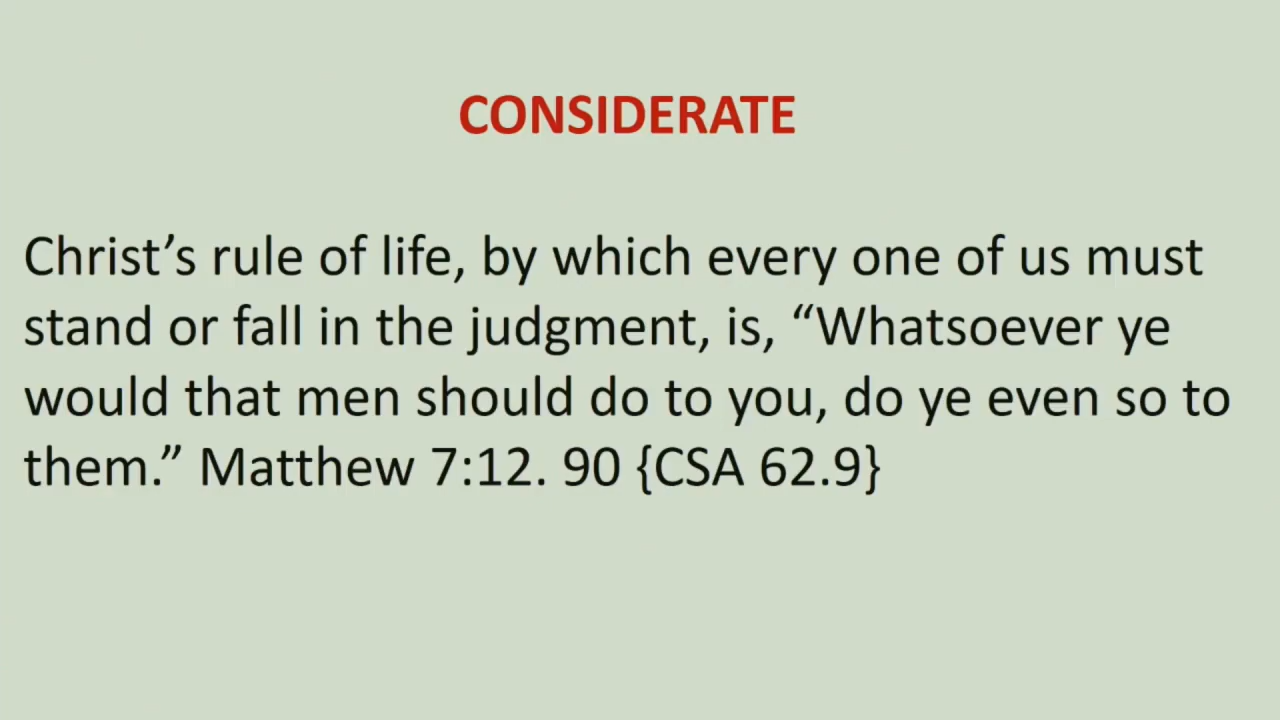 CONSIDERATE
Christ’s rule of life, by which every one of us must
stand or fall in the judgment, is, “Whatsoever ye
would that men should do to you, do ye even so to
them.” Matthew 7:12. 90 {CSA 62.9}